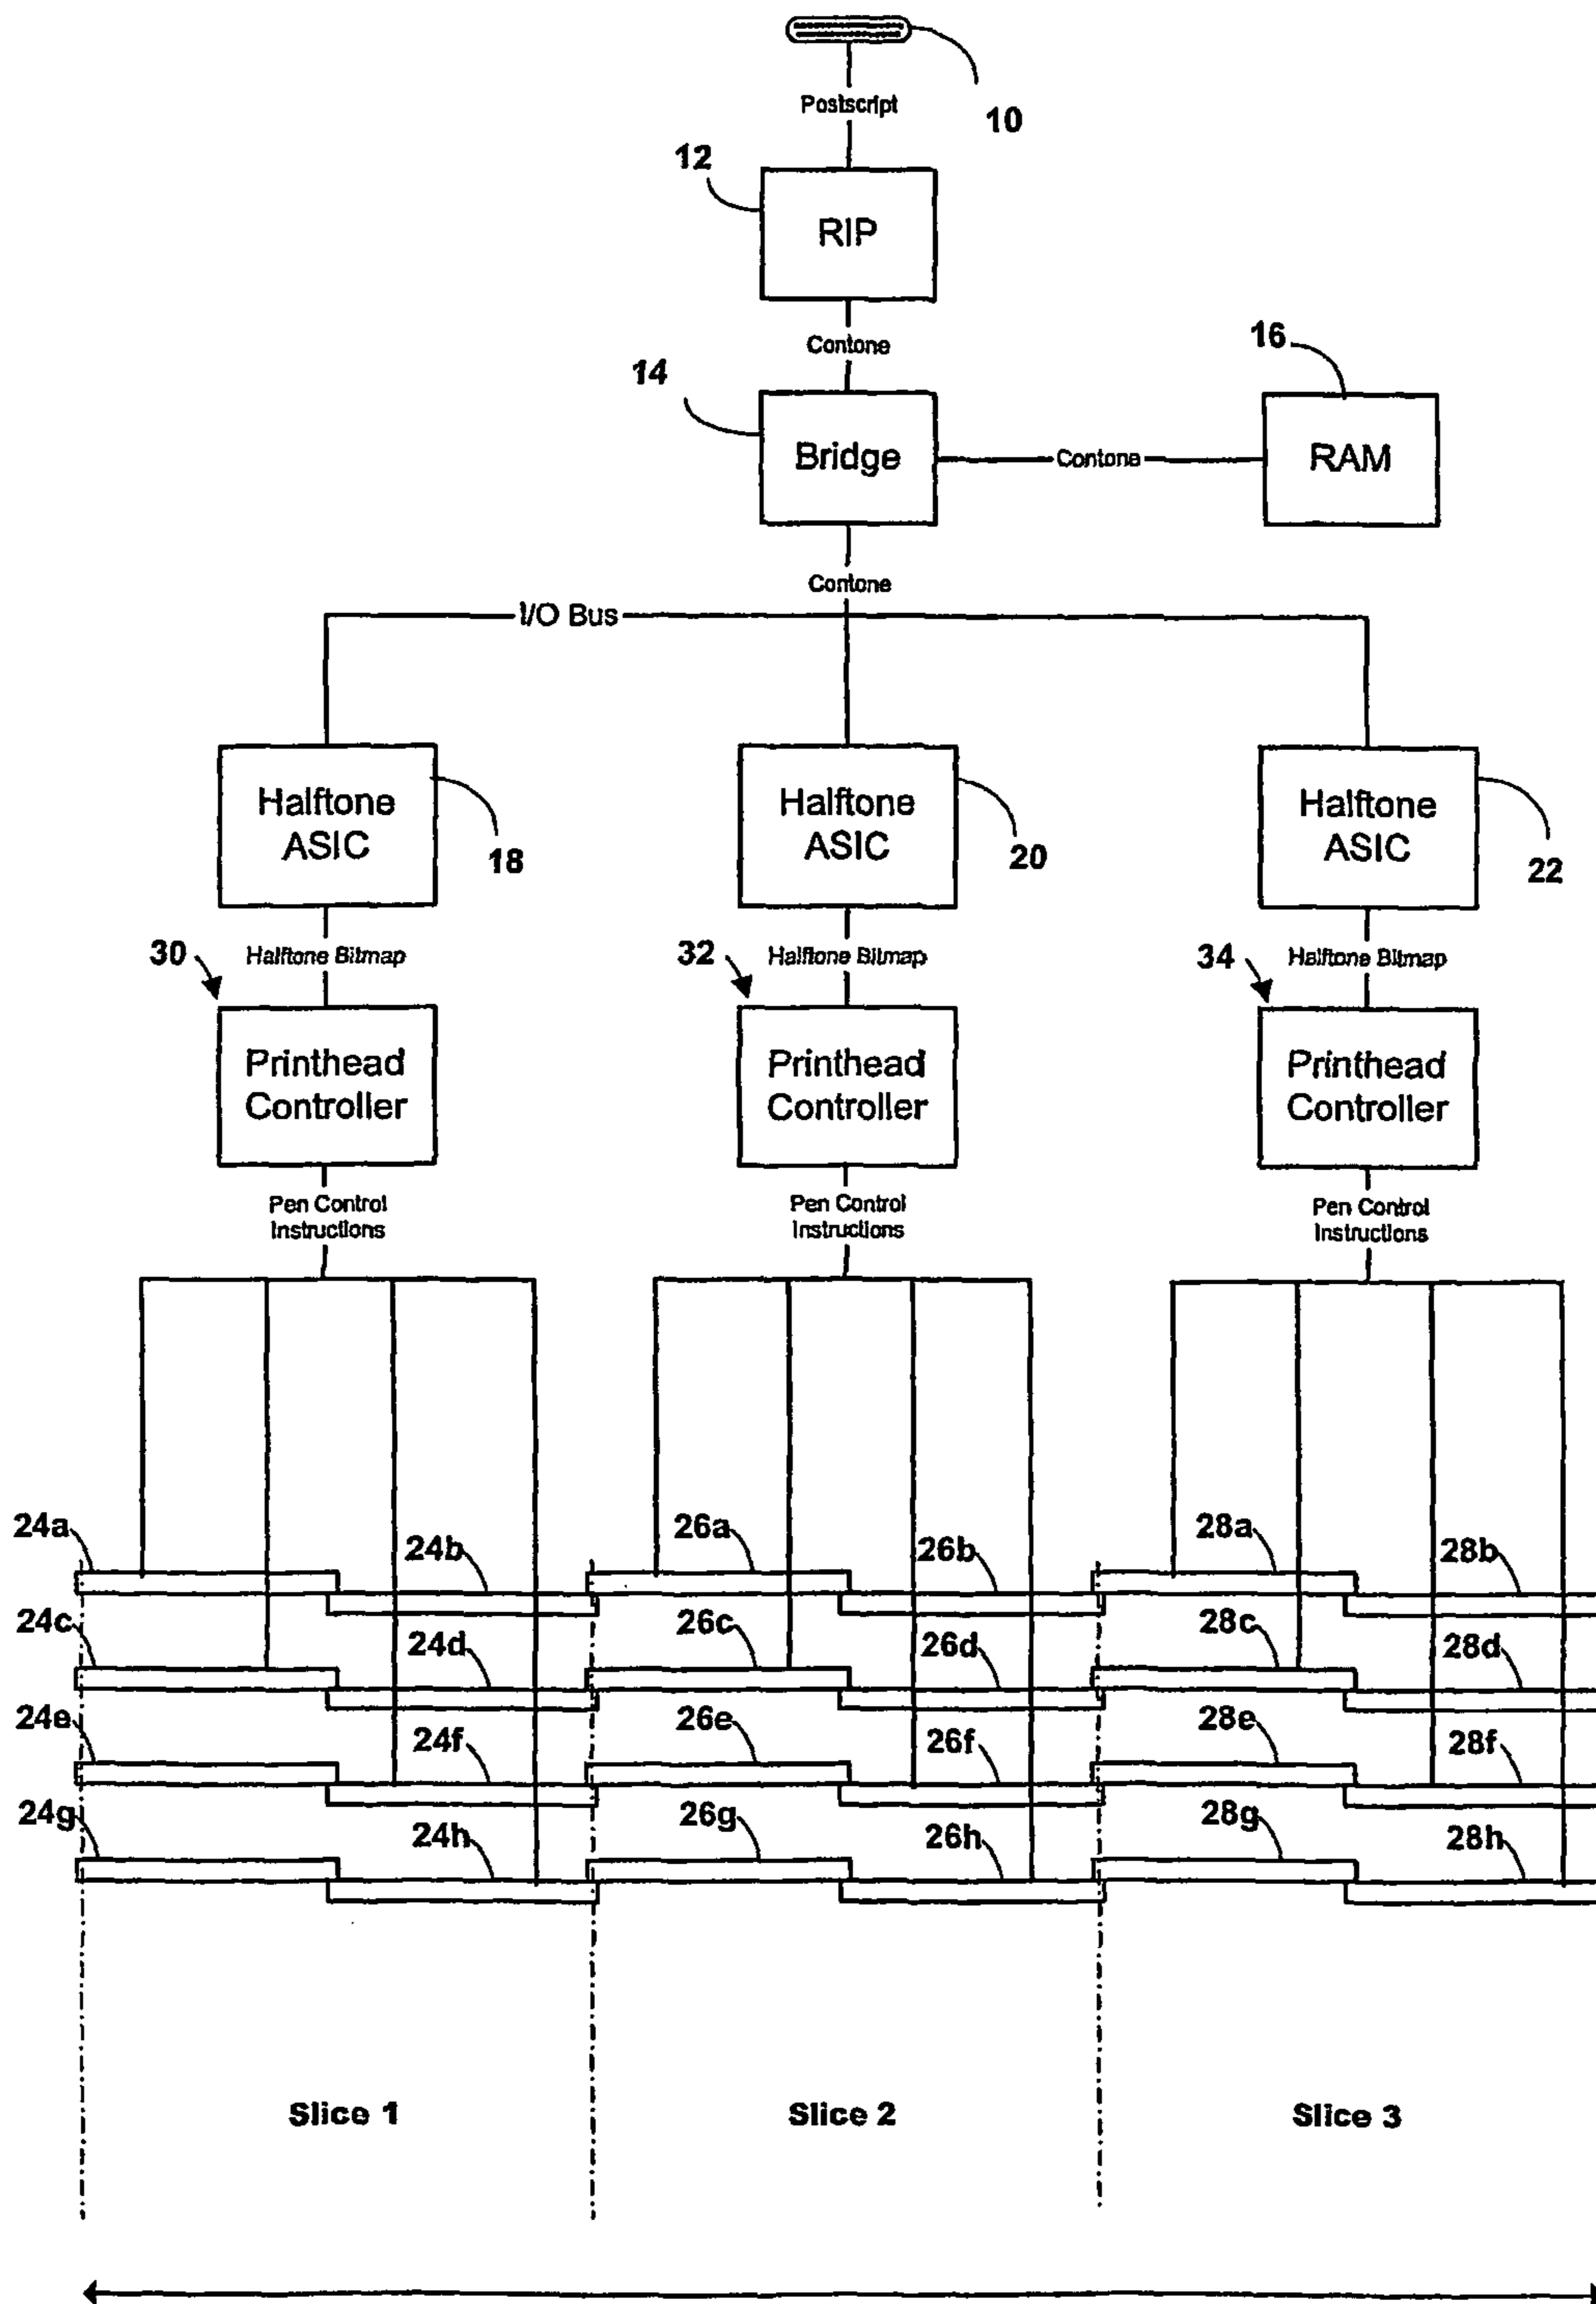 10
Postscript
12
RIP
Contone
14
16
Bridge
Contone
RAM
Contone
I/O Bus
Halftone
ASIC
18
Halftone
ASIC
20
Halftone
ASIC
22
30
Halftone Bitmap
32
Halftone Bitmap
34
Halftone Bitmap
Printhead
Controller
Printhead
Controller
Printhead
Controller
Pen Control
Instructions
Pen Control
Instructions
Pen Control
Instructions
24a
24b
26a
26b
28a
28b
24c
24d
26c
26d
28c
28d
24e
24f
26e
26f
28e
28f
24g
24h
26g
26h
28g
28h
Slice 1
Slice 2
Slice 3